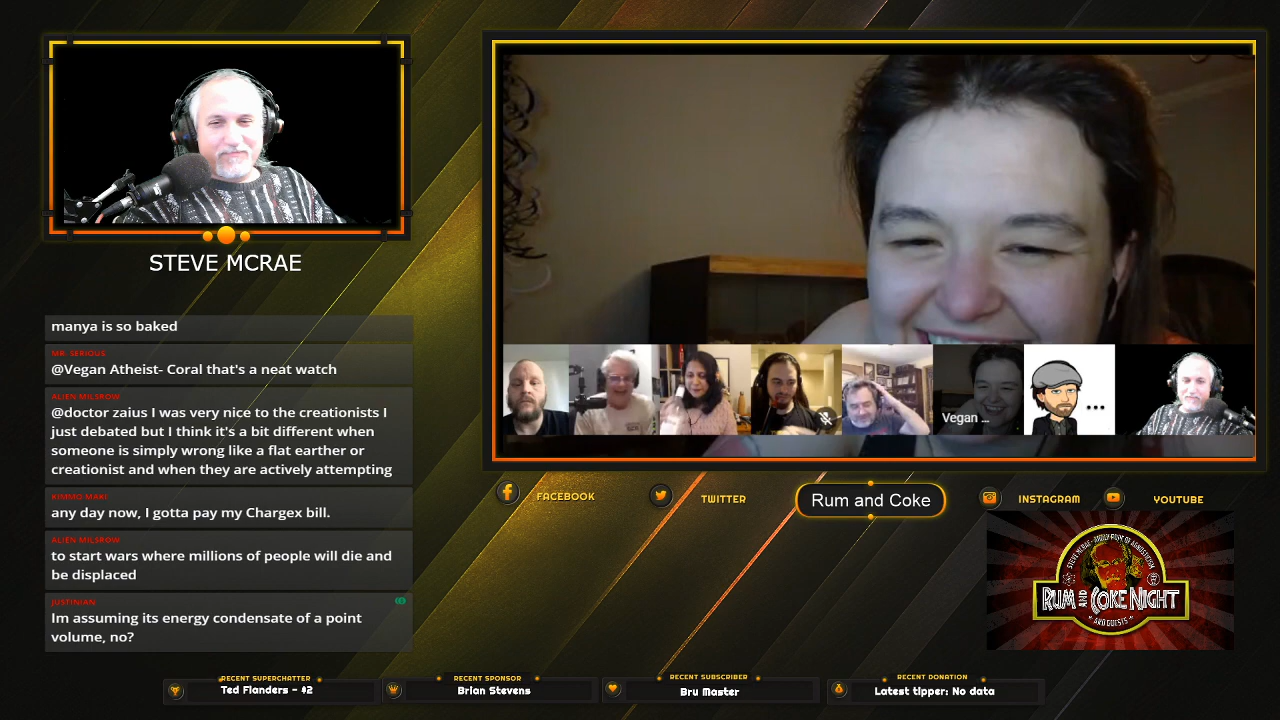 STEVE MCRAE
manya is so baked
MR. SERIOUS
@Vegan Atheist- Coral that's a neat watch
ALIEN MILSROW
@doctor zaius I was very nice to the creationists I
just debated but I think it's a bit different when
someone is simply wrong like a flat earther or
creationist and when they are actively attempting
KIMMO MAKI
any day now, I gotta pay my Chargex bill.
ALIEN MILSROW
to start wars where millions of people will die and
be displaced
JUSTINIAN
Im assuming its energy condensate of a point
volume, no?
Vegan ...
FACEBOOK
TWITTER
Rum and Coke
INSTAGRAM
YOUTUBE
RUM AND COKE NIGHT
AND GUESTS
RECENT SUPERCHATTER
Ted Flanders - $2
RECENT SPONSOR
Brian Stevens
RECENT SUBSCRIBER
Bru Master
RECENT DONATION
Latest tipper: No data